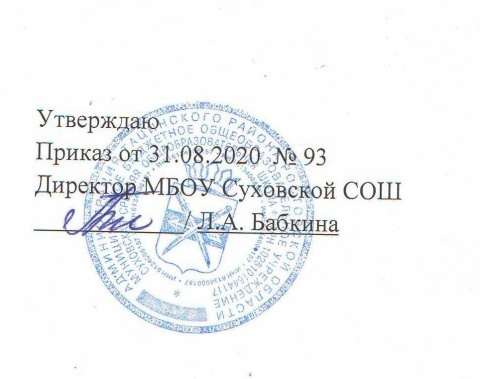 Утверждаю
Приказ от 31.08.2020 № 93
Директор МБОУ Суховской СОШ
/ Л.А. Бабкина